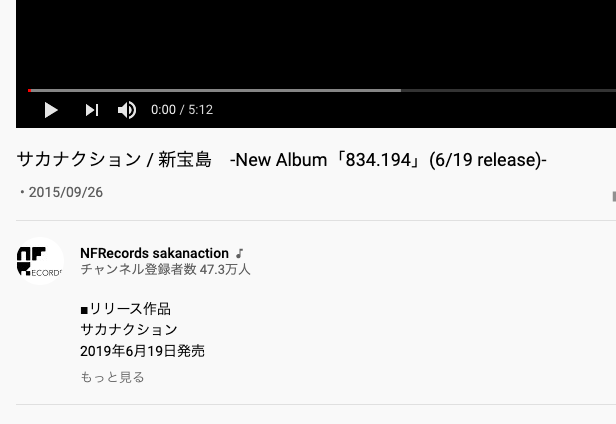 0:00 / 5:12
サカナクション / 新宝島　-New Album「834.194」(6/19 release)-
・2015/09/26
NF
RECORDS
NFRecords sakanaction
チャンネル登録者数 47.3万人
■リリース作品
サカナクション
2019年6月19日発売
もっと見る